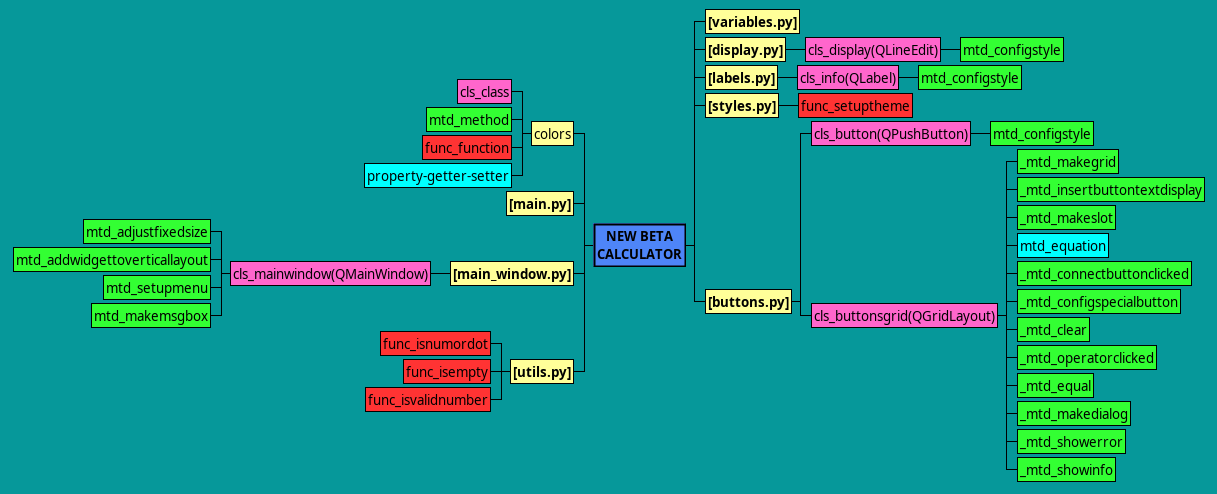 NEW BETA
CALCULATOR
colors
cls_class
mtd_method
func_function
property-getter-setter
[main.py]
[main_window.py]
cls_mainwindow(QMainWindow)
mtd_adjustfixedsize
mtd_addwidgettoverticallayout
mtd_setupmenu
mtd_makemsgbox
[utils.py]
func_isnumordot
func_isempty
func_isvalidnumber
[variables.py]
[display.py]
cls_display(QLineEdit)
mtd_configstyle
[labels.py]
cls_info(QLabel)
mtd_configstyle
[styles.py]
func_setuptheme
[buttons.py]
cls_button(QPushButton)
mtd_configstyle
cls_buttonsgrid(QGridLayout)
_mtd_makegrid
_mtd_insertbuttontextdisplay
_mtd_makeslot
mtd_equation
_mtd_connectbuttonclicked
_mtd_configspecialbutton
_mtd_clear
_mtd_operatorclicked
_mtd_equal
_mtd_makedialog
_mtd_showerror
_mtd_showinfo